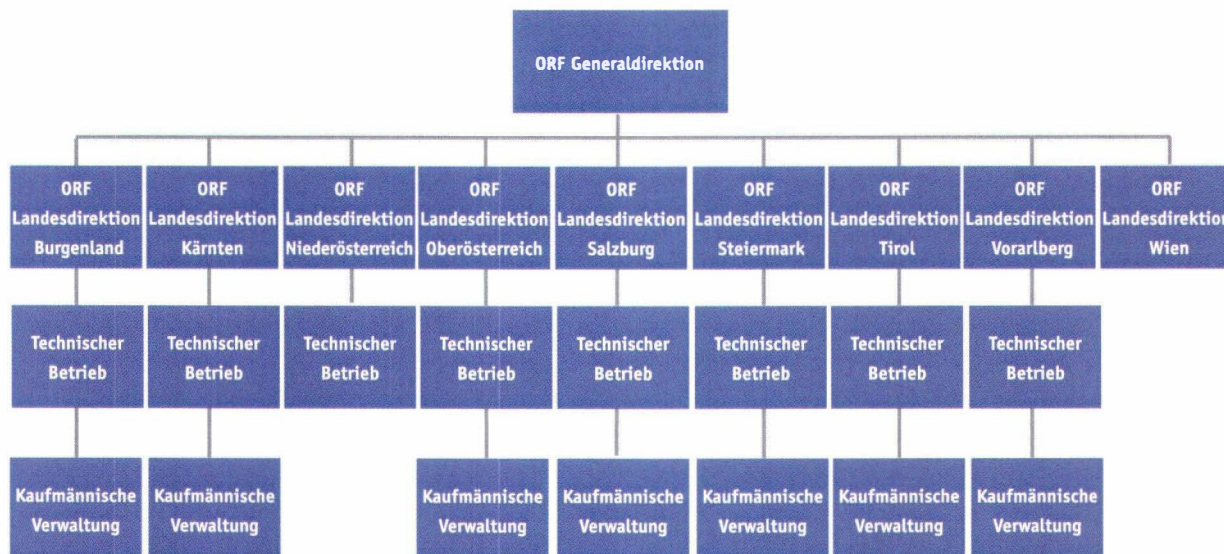 ORF Generaldirektion
ORF
Landesdirektion
Burgenland
ORF
Landesdirektion
Kärnten
ORF
Landesdirektion
Niederösterreich
ORF
Landesdirektion
Oberösterreich
ORF
Landesdirektion
Salzburg
ORF
Landesdirektion
Steiermark
ORF
Landesdirektion
Tirol
ORF
Landesdirektion
Vorarlberg
ORF
Landesdirektion
Wien
Technischer
Betrieb
Technischer
Betrieb
Technischer
Betrieb
Technischer
Betrieb
Technischer
Betrieb
Technischer
Betrieb
Technischer
Betrieb
Technischer
Betrieb
Kaufmännische
Verwaltung
Kaufmännische
Verwaltung
Kaufmännische
Verwaltung
Kaufmännische
Verwaltung
Kaufmännische
Verwaltung
Kaufmännische
Verwaltung
Kaufmännische
Verwaltung